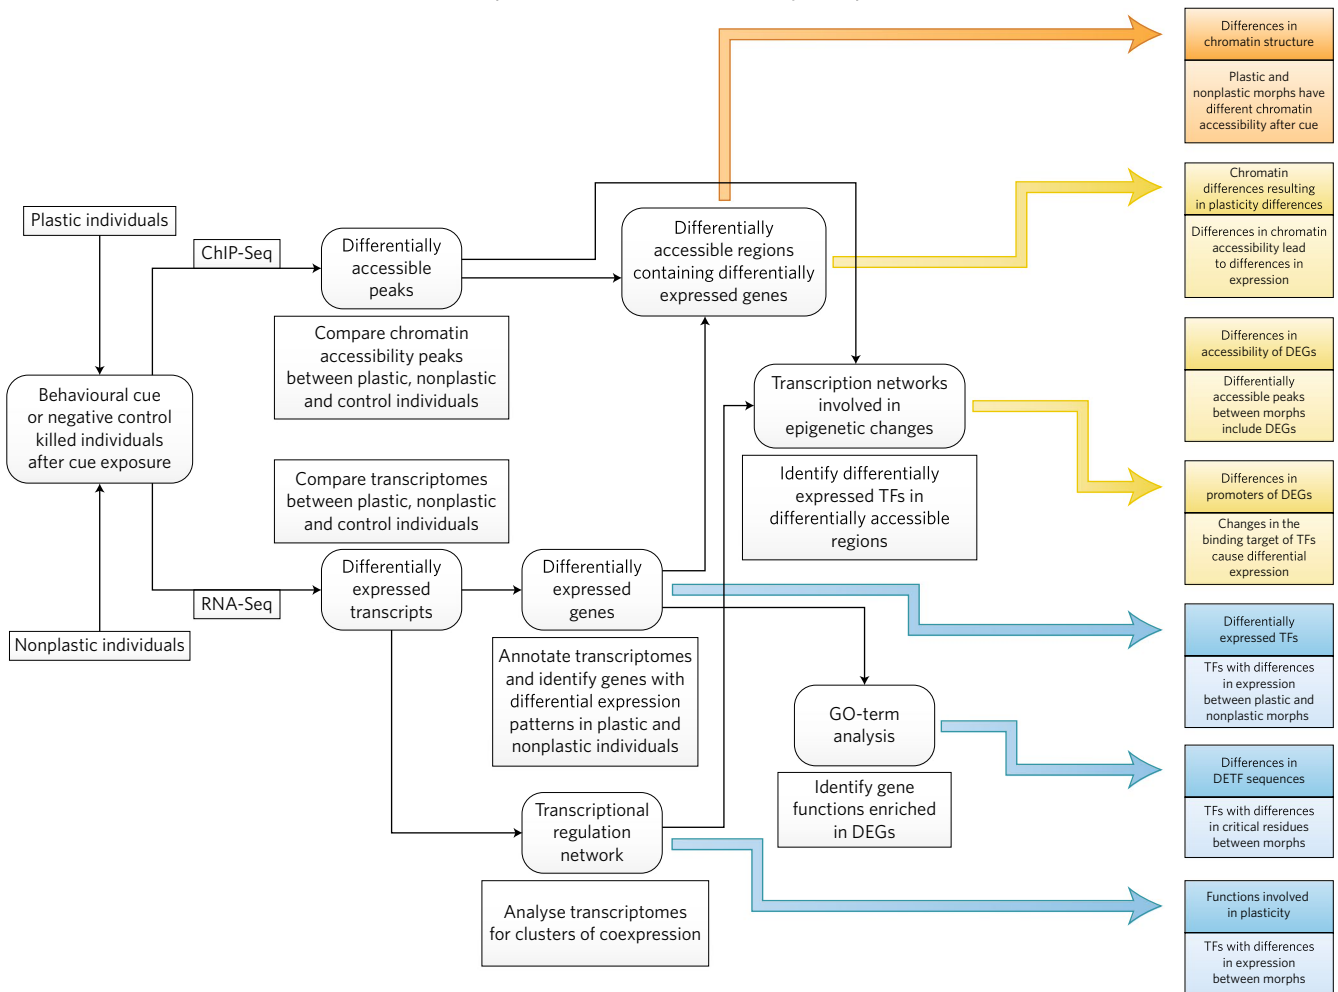 Plastic individuals
ChIP-Seq
Behavioural cue
or negative control
killed individuals
after cue exposure
RNA-Seq
Nonplastic individuals
Differentially
accessible
peaks
Compare chromatin
accessibility peaks
between plastic, nonplastic
and control individuals
Compare transcriptomes
between plastic, nonplastic
and control individuals
Differentially
expressed
transcripts
Differentially
expressed
genes
Annotate transcriptomes
and identify genes with
differential expression
patterns in plastic and
nonplastic individuals
Transcriptional
regulation
network
Analyse transcriptomes
for clusters of coexpression
Differentially
accessible regions
containing differentially
expressed genes
Transcription networks
involved in
epigenetic changes
Identify differentially
expressed TFs in
differentially accessible
regions
GO-term
analysis
Identify gene
functions enriched
in DEGs
Differences in
chromatin structure
Plastic and
nonplastic morphs have
different chromatin
accessibility after cue
Chromatin
differences resulting
in plasticity differences
Differences in chromatin
accessibility lead
to differences in
expression
Differences in
accessibility of DEGs
Differentially
accessible peaks
between morphs
include DEGs
Differences in
promoters of DEGs
Changes in the
binding target of TFs
cause differential
expression
Differentially
expressed TFs
TFs with differences
in expression
between plastic and
nonplastic morphs
Differences in
DETF sequences
TFs with differences
in critical residues
between morphs
Functions involved
in plasticity
TFs with differences
in expression
between morphs